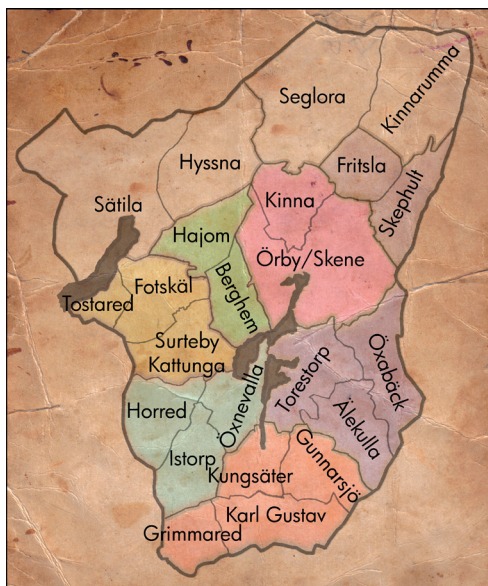 Seglora
Kinnarumma
Hyssna
Fritsla
Skephult
Kinna
Sätila
Hajom
Örby/Skene
Fotskäl
Berghem
Tostared
Surteby
Kattunga
Öxnevalla
Torestorp
Öxabäck
Horred
Älekulla
Istorp
Gunnarsjö
Kungsäter
Karl Gustav
Grimmared